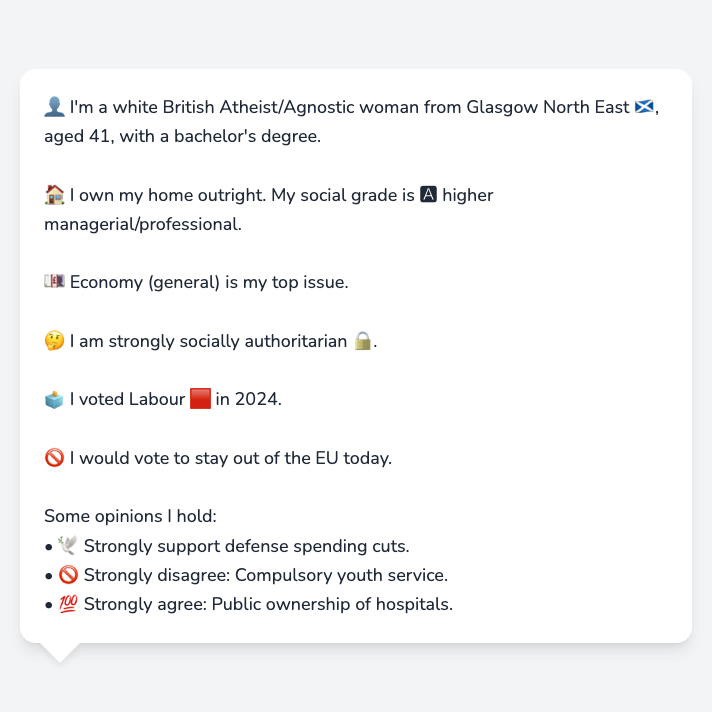 👤 I'm a white British Atheist/Agnostic woman from Glasgow North East 🏴󠁧󠁢󠁳󠁣󠁴󠁿,
aged 41, with a bachelor's degree.
🏠 I own my home outright. My social grade is 🅰 higher
managerial/professional.
💷 Economy (general) is my top issue.
🤔 I am strongly socially authoritarian 🔒.
🗳️ I voted Labour 🟥 in 2024.
🚫 I would vote to stay out of the EU today.
Some opinions I hold:
• 🕊️ Strongly support defense spending cuts.
• 🚫 Strongly disagree: Compulsory youth service.
• 💯 Strongly agree: Public ownership of hospitals.